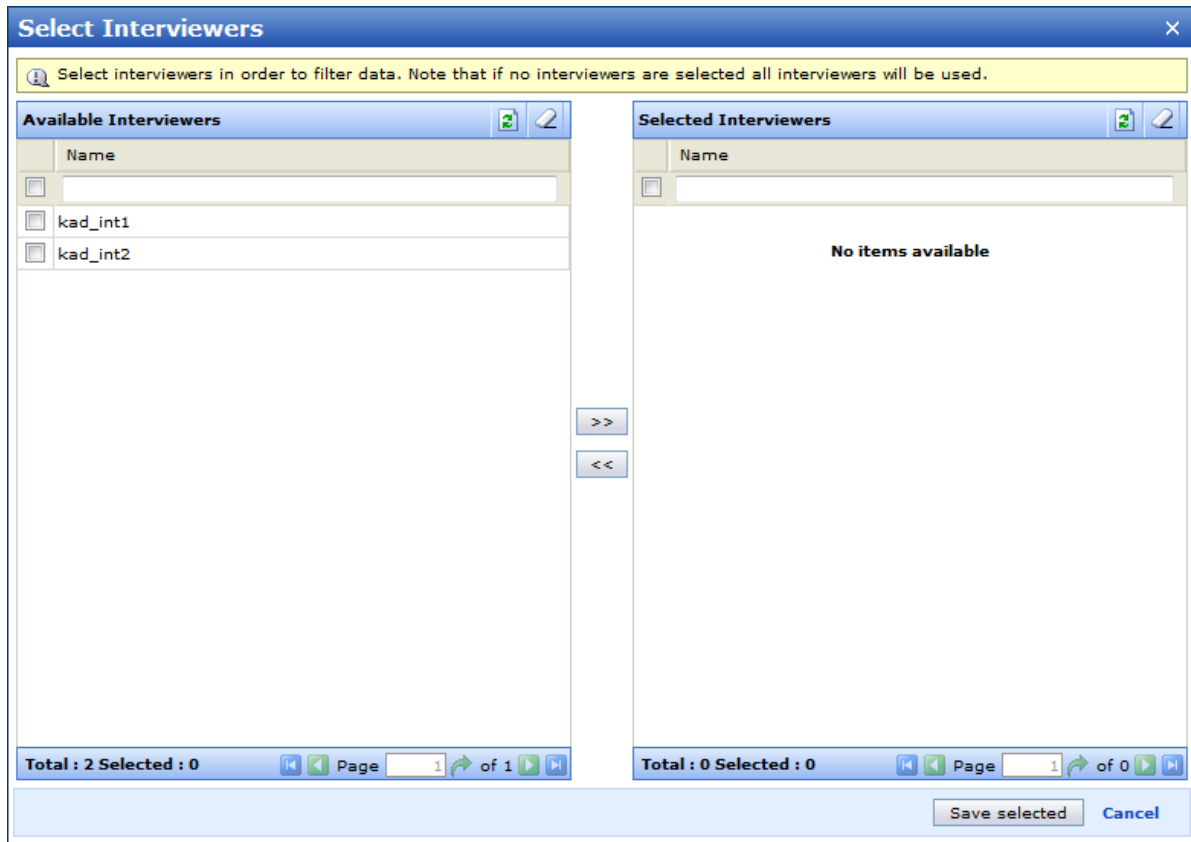 Select Interviewers
Select interviewers in order to filter data. Note that if no interviewers are selected all interviewers will be used.
Available Interviewers
Name
kad_int1
kad_int2
Total : 2 Selected : 0 Page 1 of 1
>>
<<
Selected Interviewers
Name
No items available
Total : 0 Selected : 0 Page 1 of 0
Save selected Cancel